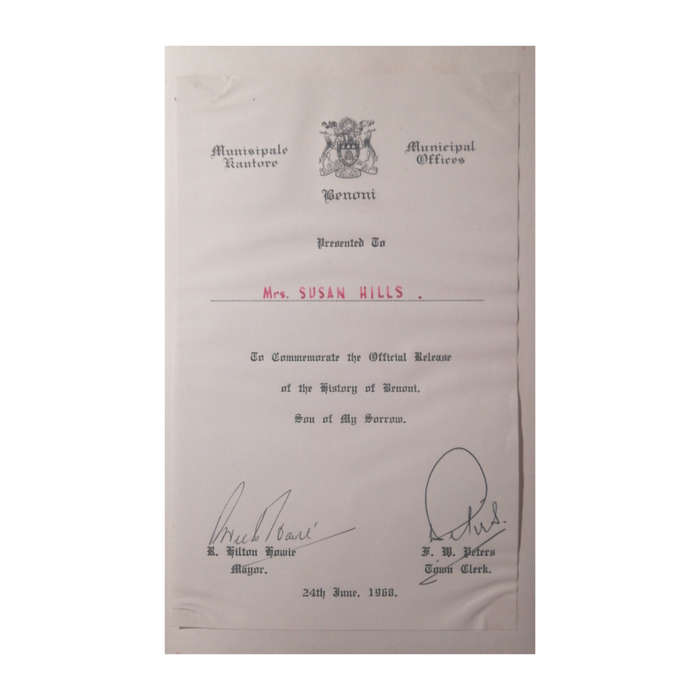 Munisipale Kantore
Municipal Offices
Benoni
Presented To
Mrs. SUSAN HILLS .
To Commemorate the Official Release
of the History of Benoni.
Son of My Sorrow.
R. Hilton Howie
Mayor.
F. W. Peters
Town Clerk.
24th June, 1968.